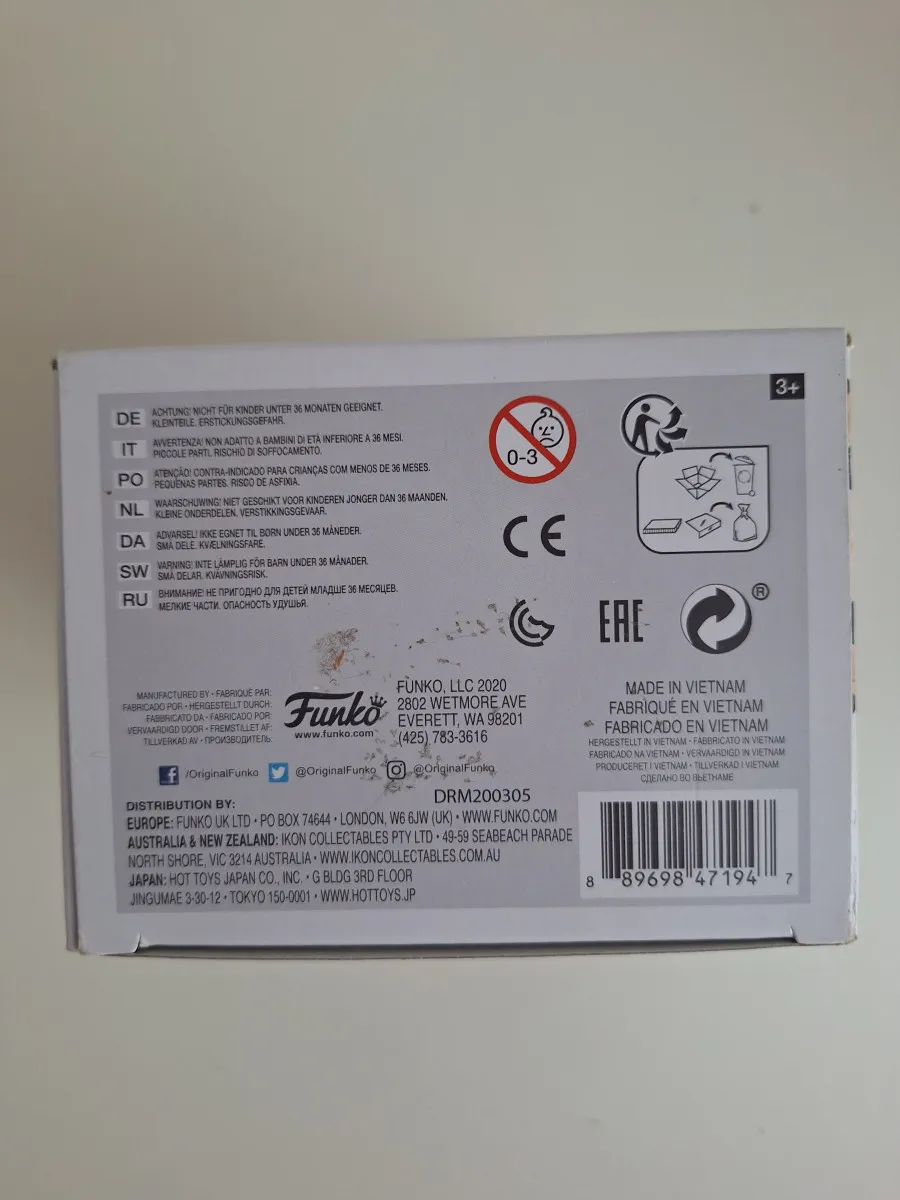 3+
DE ACHTUNG! NICHT FÜR KINDER UNTER 36 MONATEN GEEIGNET.
KLEINTEILE. ERSTICKUNGSGEFAHR.
IT AVVERTENZA! NON ADATTO A BAMBINI DI ETÀ INFERIORE A 36 MESI.
PICCOLE PARTI. RISCHIO DI SOFFOCAMENTO.
PO ATENÇÃO! CONTRA-INDICADO PARA CRIANÇAS COM MENOS DE 36 MESES.
PEQUENAS PARTES. RISCO DE ASFIXIA.
NL WAARSCHUWING! NIET GESCHIKT VOOR KINDEREN JONGER DAN 36 MAANDEN.
KLEINE ONDERDELEN. VERSTIKKINGSGEVAAR.
DA ADVARSEL! IKKE EGNET TIL BØRN UNDER 36 MÅNEDER.
SMÅ DELE. KVÆLNINGSFARE.
SW VARNING! INTE LÄMPLIG FÖR BARN UNDER 36 MÅNADER.
SMÅ DELAR. KVÄVNINGSRISK.
RU ВНИМАНИЕ! НЕ ПРИГОДНО ДЛЯ ДЕТЕЙ МЛАДШЕ 36 МЕСЯЦЕВ.
МЕЛКИЕ ЧАСТИ. ОПАСНОСТЬ УДУШЬЯ.
0-3
CE
EAC
®
MANUFACTURED BY • FABRIQUÉ PAR:
FABRICADO POR • HERGESTELLT DURCH:
FABBRICATO DA • FABRICADO POR:
VERVAARDIGD DOOR • FREMSTILLET AF:
TILLVERKAD AV • ПРОИЗВОДИТЕЛЬ:
Funko
www.funko.com
FUNKO, LLC 2020
2802 WETMORE AVE
EVERETT, WA 98201
(425) 783-3616
MADE IN VIETNAM
FABRIQUÉ EN VIETNAM
FABRICADO EN VIETNAM
HERGESTELLT IN VIETNAM • FABBRICATO IN VIETNAM
FABRICADO NA VIETNAM • VERVAARDIGD IN VIETNAM
PRODUCERET I VIETNAM • TILLVERKAD I VIETNAM
СДЕЛАНО ВО ВЬЕТНАМЕ
/OriginalFunko @OriginalFunko @OriginalFunko
DRM200305
DISTRIBUTION BY:
EUROPE: FUNKO UK LTD • PO BOX 74644 • LONDON, W6 6JW (UK) • WWW.FUNKO.COM
AUSTRALIA & NEW ZEALAND: IKON COLLECTABLES PTY LTD • 49-59 SEABEACH PARADE
NORTH SHORE, VIC 3214 AUSTRALIA • WWW.IKONCOLLECTABLES.COM.AU
JAPAN: HOT TOYS JAPAN CO., INC. • G BLDG 3RD FLOOR
JINGUMAE 3-30-12 • TOKYO 150-0001 • WWW.HOTTOYS.JP
8 89698 47194 7